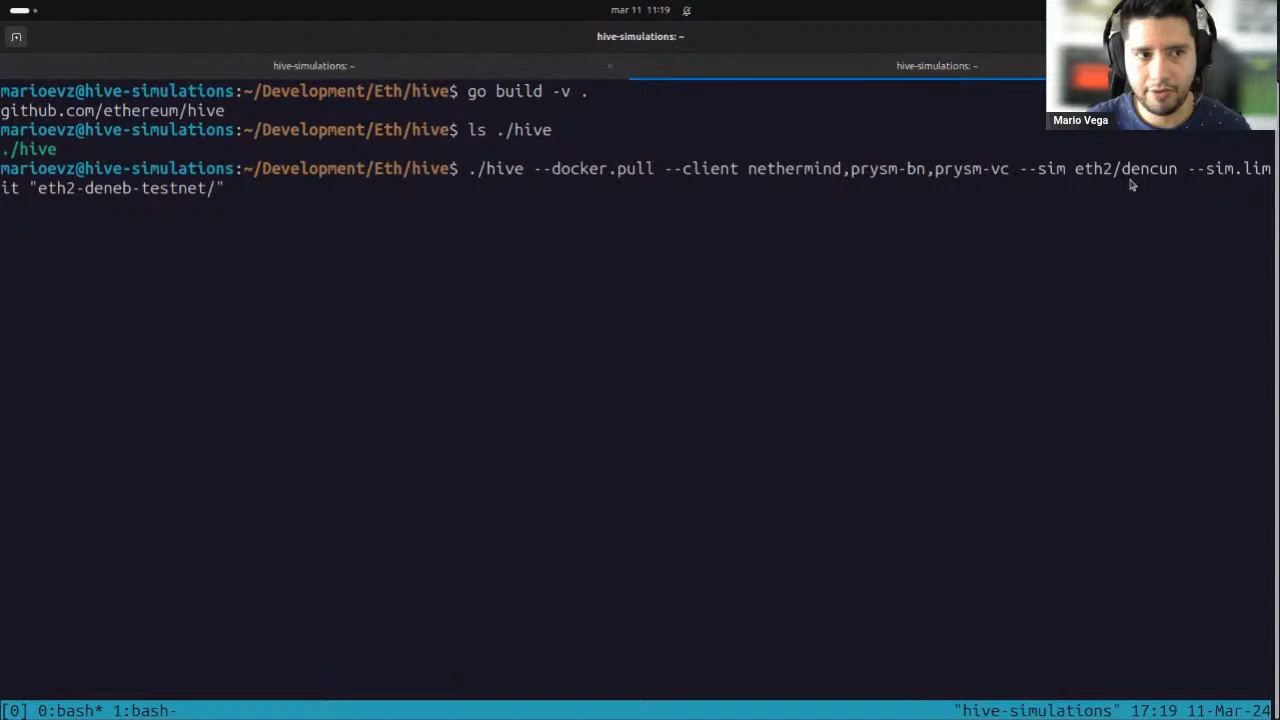 mar 11 11:19
hive-simulations: ~
hive-simulations: ~
×
hive-simulations: ~
Mario Vega
marioevz@hive-simulations:~/Development/Eth/hive$ go build -v .
github.com/ethereum/hive
marioevz@hive-simulations:~/Development/Eth/hive$ ls ./hive
./hive
marioevz@hive-simulations:~/Development/Eth/hive$ ./hive --docker.pull --client nethermind,prysm-bn,prysm-vc --sim eth2/dencun --sim.lim
it "eth2-deneb-testnet/"
[0] 0:bash* 1:bash- "hive-simulations" 17:19 11-Mar-24